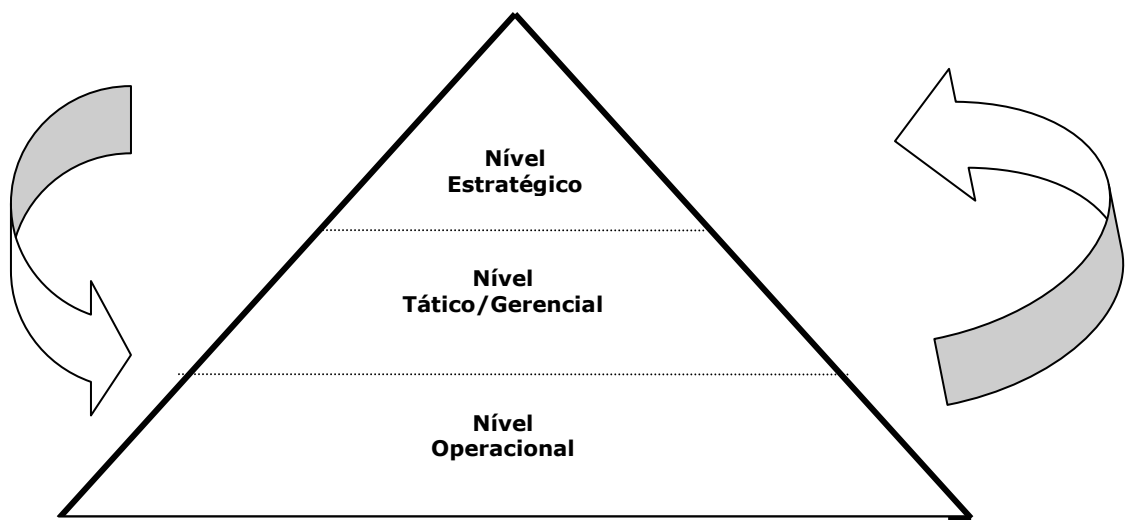 Nível
Estratégico
Nível
Tático/Gerencial
Nível
Operacional